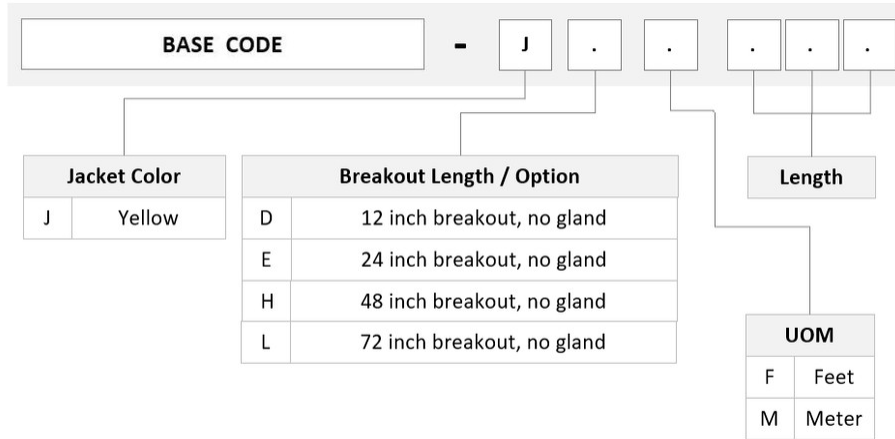 BASE CODE - J . . . . .
Jacket Color
J Yellow
Breakout Length / Option
D 12 inch breakout, no gland
E 24 inch breakout, no gland
H 48 inch breakout, no gland
L 72 inch breakout, no gland
Length
UOM
F Feet
M Meter